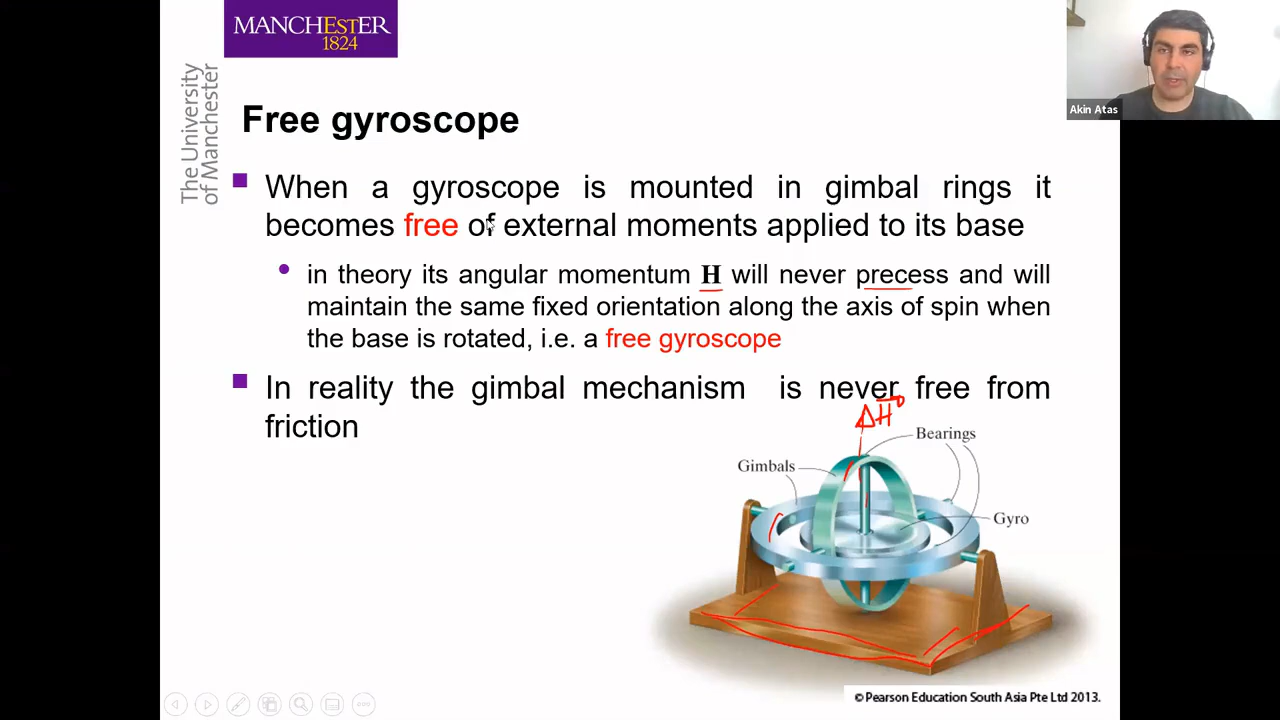 MANCHESTER
1824
The University
of Manchester
Akin Atas
Free gyroscope
When a gyroscope is mounted in gimbal rings it
becomes free of external moments applied to its base
in theory its angular momentum H will never precess and will
maintain the same fixed orientation along the axis of spin when
the base is rotated, i.e. a free gyroscope
In reality the gimbal mechanism is never free from
friction
Bearings
Gimbals
Gyro
© Pearson Education South Asia Pte Ltd 2013.